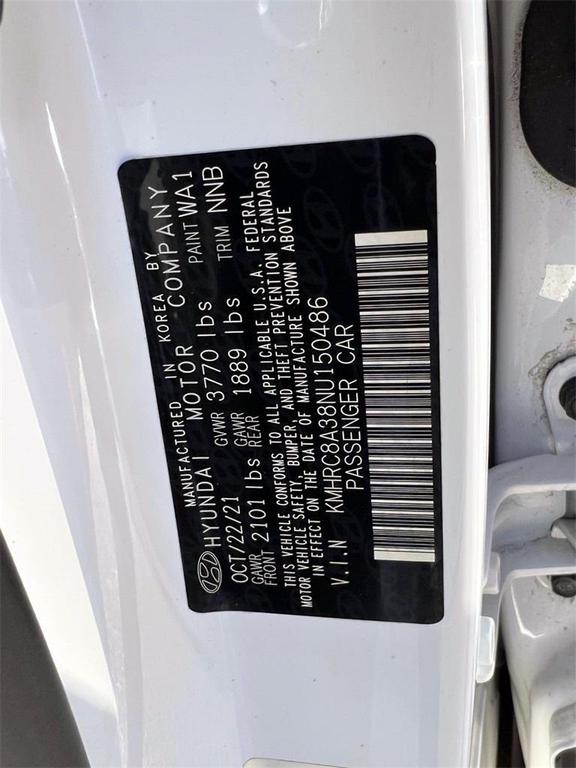 MANUFACTURED IN KOREA BY
HYUNDAI MOTOR COMPANY
OCT/22/21 GVWR 3770 lbs PAINT WA1
GAWR FRONT 2101 lbs GAWR REAR 1889 lbs TRIM NNB
THIS VEHICLE CONFORMS TO ALL APPLICABLE U.S.A. FEDERAL
MOTOR VEHICLE SAFETY, BUMPER, AND THEFT PREVENTION STANDARDS
IN EFFECT ON THE DATE OF MANUFACTURE SHOWN ABOVE
V.I.N KMHRC8A38NU150486
PASSENGER CAR